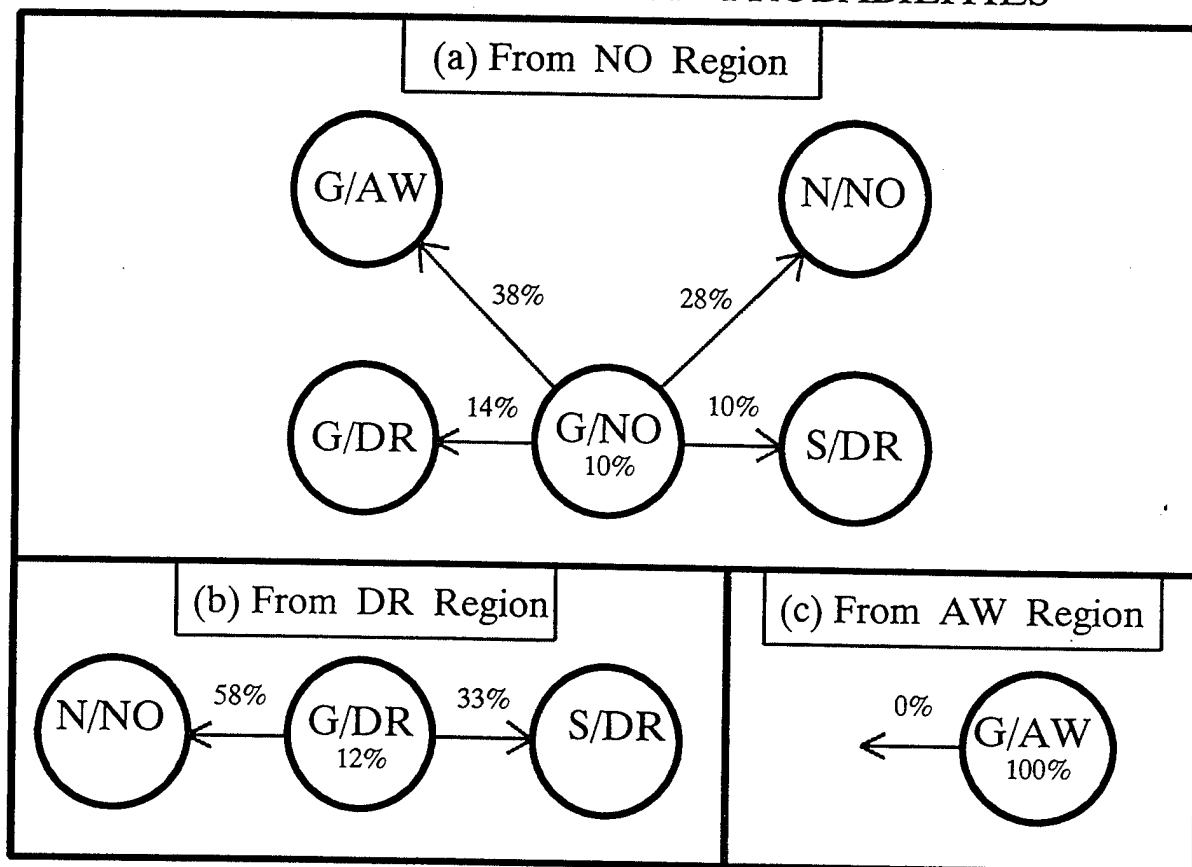 PROBABILITIES
(a) From NO Region
G/AW
N/NO
38%
28%
14%
10%
G/DR
G/NO
10%
S/DR
(b) From DR Region
(c) From AW Region
N/NO
58%
G/DR
12%
33%
S/DR
0%
G/AW
100%